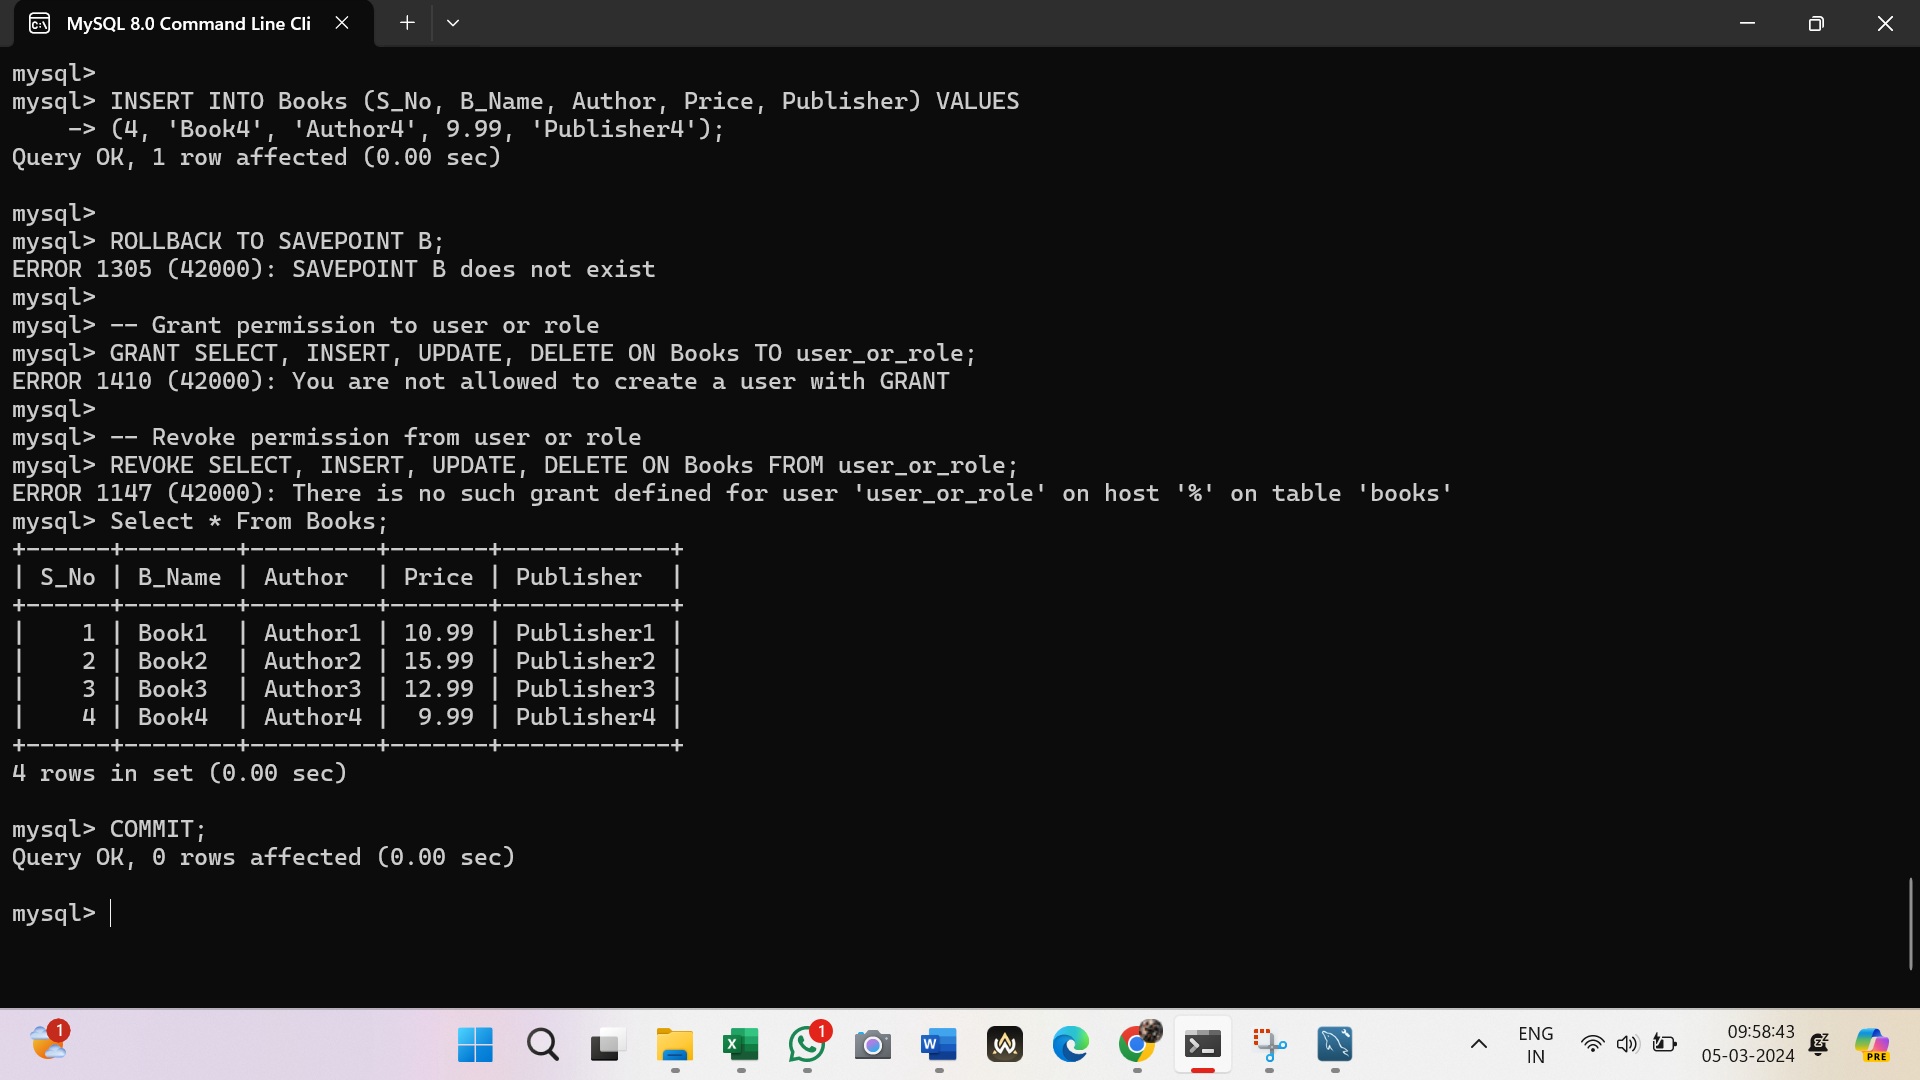 MySQL 8.0 Command Line Cli
mysql>
mysql> INSERT INTO Books (S_No, B_Name, Author, Price, Publisher) VALUES
    -> (4, 'Book4', 'Author4', 9.99, 'Publisher4');
Query OK, 1 row affected (0.00 sec)
mysql>
mysql> ROLLBACK TO SAVEPOINT B;
ERROR 1305 (42000): SAVEPOINT B does not exist
mysql>
mysql> -- Grant permission to user or role
mysql> GRANT SELECT, INSERT, UPDATE, DELETE ON Books TO user_or_role;
ERROR 1410 (42000): You are not allowed to create a user with GRANT
mysql>
mysql> -- Revoke permission from user or role
mysql> REVOKE SELECT, INSERT, UPDATE, DELETE ON Books FROM user_or_role;
ERROR 1147 (42000): There is no such grant defined for user 'user_or_role' on host '%' on table 'books'
mysql> Select * From Books;
+------+--------+---------+-------+------------+
| S_No | B_Name | Author  | Price | Publisher  |
+------+--------+---------+-------+------------+
|    1 | Book1  | Author1 | 10.99 | Publisher1 |
|    2 | Book2  | Author2 | 15.99 | Publisher2 |
|    3 | Book3  | Author3 | 12.99 | Publisher3 |
|    4 | Book4  | Author4 |  9.99 | Publisher4 |
+------+--------+---------+-------+------------+
4 rows in set (0.00 sec)
mysql> COMMIT;
Query OK, 0 rows affected (0.00 sec)
mysql>
1
1
ENG
IN
09:58:43
05-03-2024
PRE